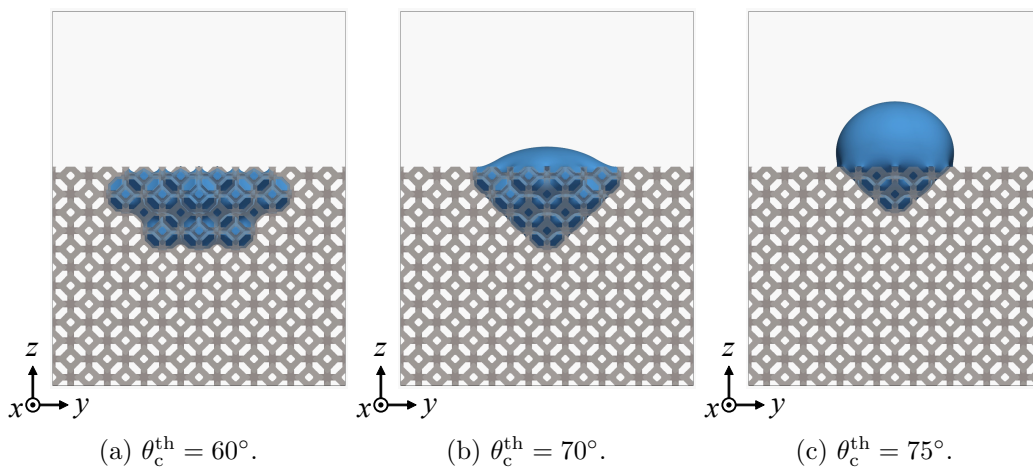 z
x y
z
x y
z
x y
(a) θ_c^th = 60°.
(b) θ_c^th = 70°.
(c) θ_c^th = 75°.